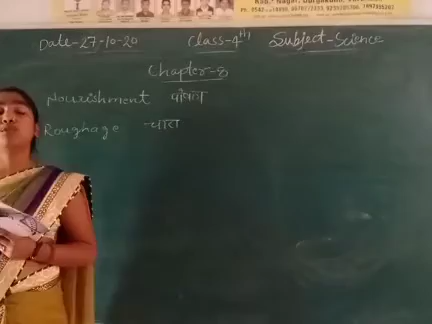 Date-27-10-20 Class-4th Subject-Science
Chapter-8
Nourishment पोषण
Roughage चारा